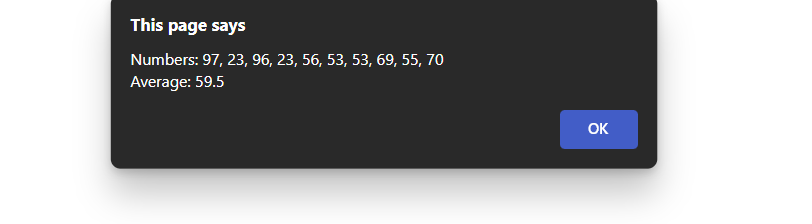 This page says
Numbers: 97, 23, 96, 23, 56, 53, 53, 69, 55, 70
Average: 59.5
OK